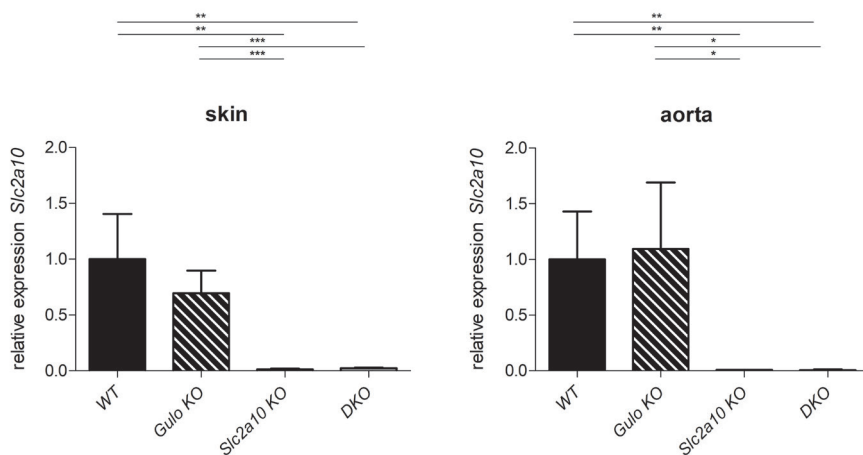 **
**
***
***
skin
relative expression Slc2a10
2.0
1.5
1.0
0.5
0.0
WT
Gulo KO
Slc2a10 KO
DKO
**
**
*
*
aorta
relative expression Slc2a10
2.0
1.5
1.0
0.5
0.0
WT
Gulo KO
Slc2a10 KO
DKO